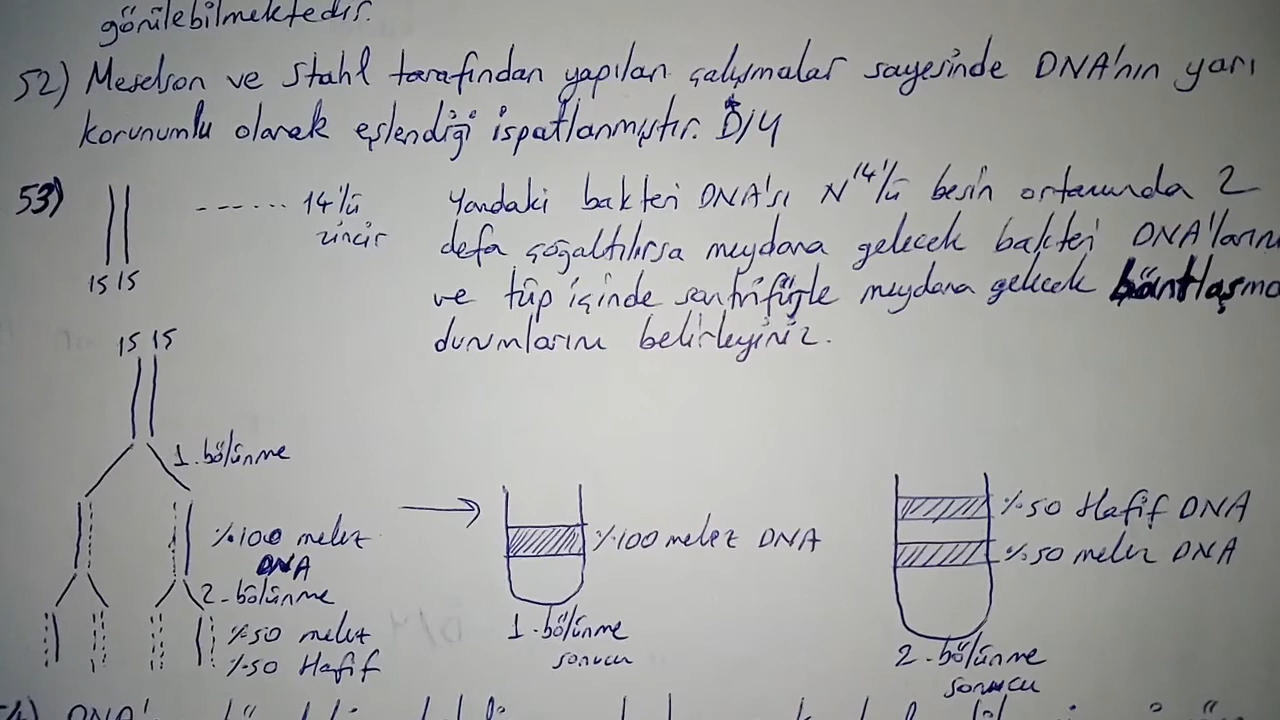 görülebilmektedir.
52) Meselson ve Stahl tarafından yapılan çalışmalar sayesinde DNA'nın yarı
korunumlu olarak eşlendiği ispatlanmıştır. D/Y
53) ------ 14'lü
zincir
15 15
Yandaki bakteri DNA'sı N¹⁴'lü besin ortamında 2
defa çoğaltılırsa meydana gelecek bakteri DNA'larını
ve tüp içinde santrifüjle meydana gelecek bantlaşma
durumlarını belirleyiniz.
15 15
1. bölünme
%100 melez
DNA
2. bölünme
%50 melez
%50 Hafif
%100 melez DNA
1. bölünme
sonucu
%50 Hafif DNA
%50 melez DNA
2. bölünme
sonucu